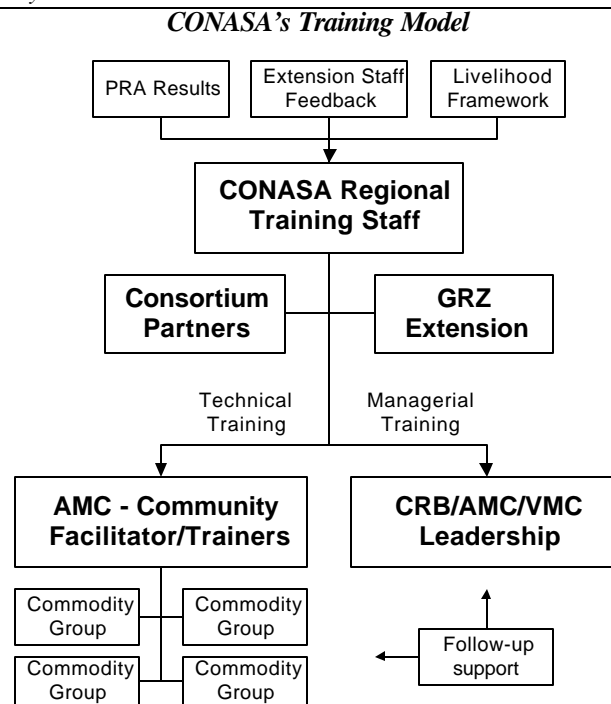 CONASA's Training Model
PRA Results
Extension Staff
Feedback
Livelihood
Framework
CONASA Regional
Training Staff
Consortium
Partners
GRZ
Extension
Technical
Training
Managerial
Training
AMC - Community
Facilitator/Trainers
CRB/AMC/VMC
Leadership
Commodity
Group
Commodity
Group
Commodity
Group
Commodity
Group
Follow-up
support